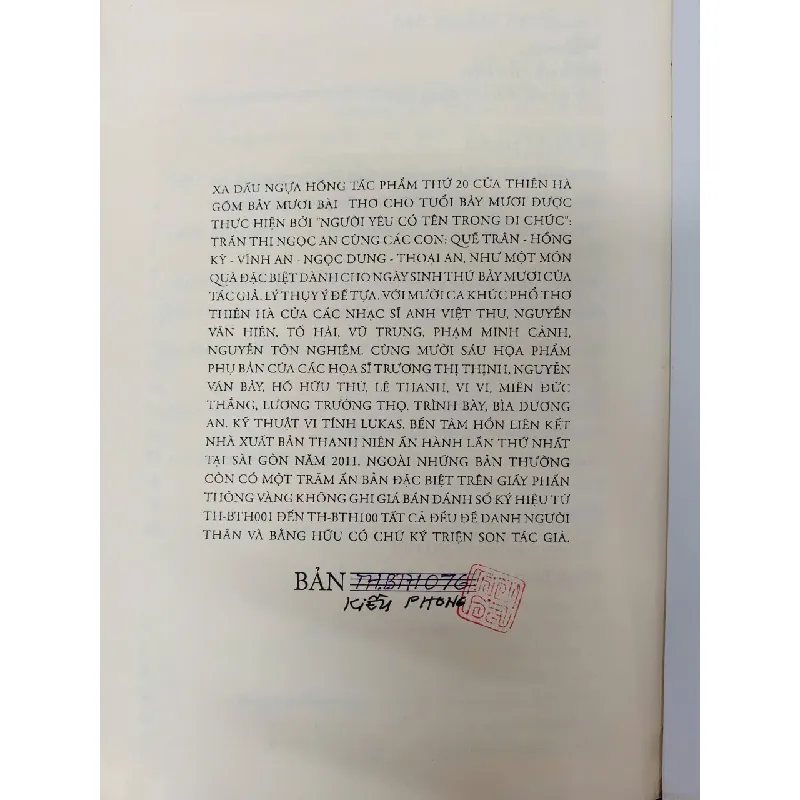 XA DẤU NGỰA HỒNG TÁC PHẨM THỨ 20 CỦA THIÊN HÀ
GỒM BẢY MƯƠI BÀI THƠ CHO TUỔI BẢY MƯƠI ĐƯỢC
THỰC HIỆN BỞI "NGƯỜI YÊU CÓ TÊN TRONG DI CHÚC":
TRẦN THỊ NGỌC AN CÙNG CÁC CON: QUẾ TRÂN - HỒNG
KỲ - VĨNH AN - NGỌC DUNG - THOẠI AN, NHƯ MỘT MÓN
QUÀ ĐẶC BIỆT DÀNH CHO NGÀY SINH THỨ BẢY MƯƠI CỦA
TÁC GIẢ. LÝ THỤY Ý ĐỀ TỰA. VỚI MƯỜI CA KHÚC PHỔ THƠ
THIÊN HÀ CỦA CÁC NHẠC SĨ ANH VIỆT THU, NGUYỄN
VĂN HIÊN, TÔ HẢI, VŨ TRUNG, PHẠM MINH CẢNH,
NGUYỄN TÔN NGHIÊM. CÙNG MƯỜI SÁU HỌA PHẨM
PHỤ BẢN CỦA CÁC HỌA SĨ TRƯƠNG THỊ THỊNH, NGUYỄN
VĂN BẢY, HỒ HỮU THỦ, LÊ THANH, VI VI, MIÊN ĐỨC
THẮNG, LƯƠNG TRƯỜNG THỌ. TRÌNH BÀY, BÌA DƯƠNG
AN. KỸ THUẬT VI TÍNH LUKAS. BẾN TÂM HỒN LIÊN KẾT
NHÀ XUẤT BẢN THANH NIÊN ẤN HÀNH LẦN THỨ NHẤT
TẠI SÀI GÒN NĂM 2011. NGOÀI NHỮNG BẢN THƯỜNG
CÒN CÓ MỘT TRĂM ẤN BẢN ĐẶC BIỆT TRÊN GIẤY PHẤN
THÔNG VÀNG KHÔNG GHI GIÁ BÁN ĐÁNH SỐ KÝ HIỆU TỪ
TH-BTH001 ĐẾN TH-BTH100 TẤT CẢ ĐỀU ĐỀ DANH NGƯỜI
THÂN VÀ BẰNG HỮU CÓ CHỮ KÝ TRIỆN SON TÁC GIẢ.
BẢN TH.BTH076
KIỀU PHONG